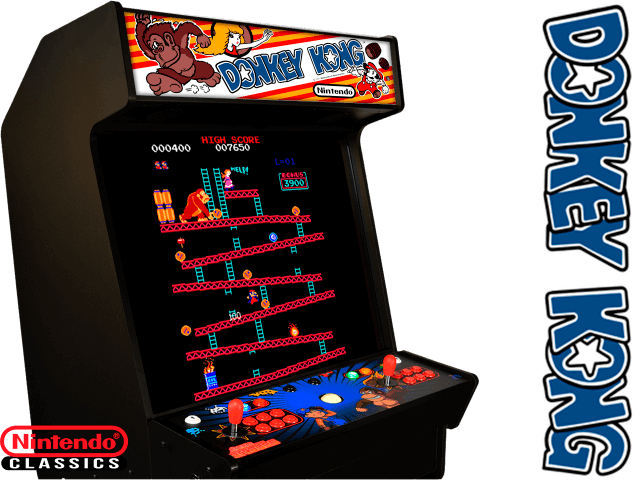 DONKEY KONG
Nintendo
HIGH SCORE
000400 007650
L=01
HELP!
BONUS
3900
100
Nintendo®
CLASSICS
DONKEY KONG